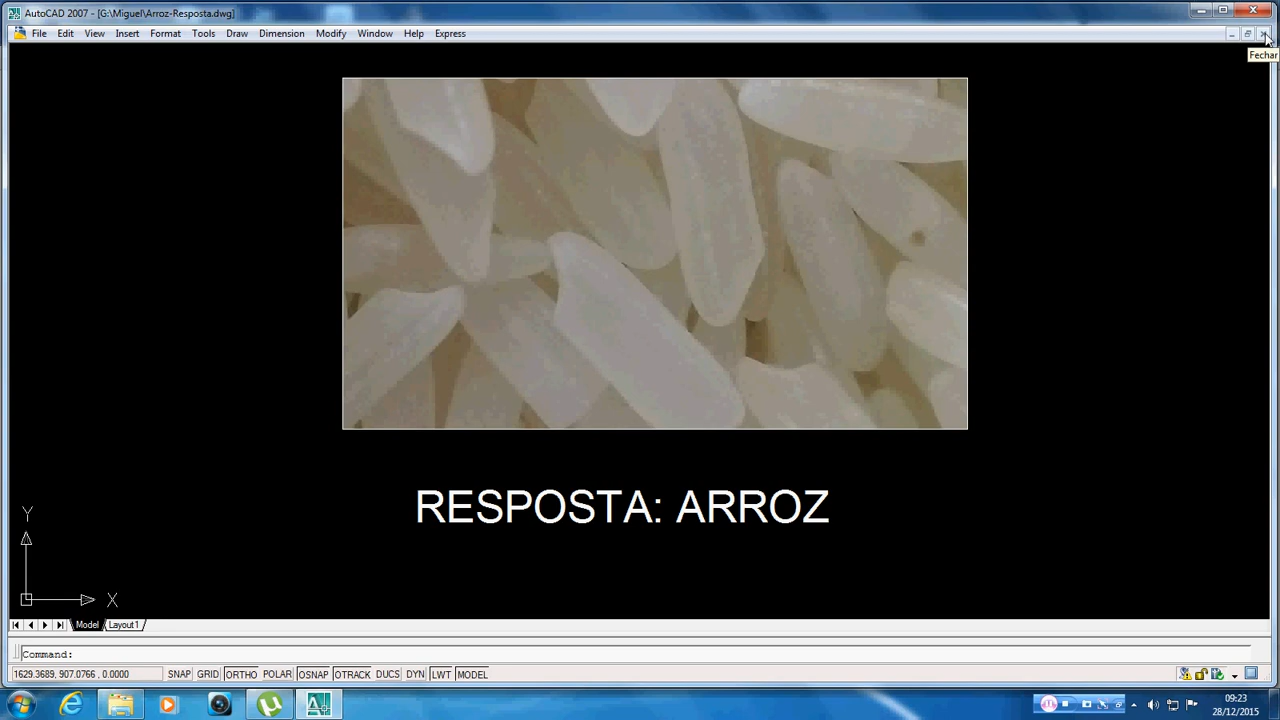 AutoCAD 2007 - [G:\Miguel\Arroz-Resposta.dwg]
File Edit View Insert Format Tools Draw Dimension Modify Window Help Express
Fechar
RESPOSTA: ARROZ
Y
X
Model Layout1
Command:
1629.3689, 907.0766 , 0.0000 SNAP GRID ORTHO POLAR OSNAP OTRACK DUCS DYN LWT MODEL
09:23
28/12/2015